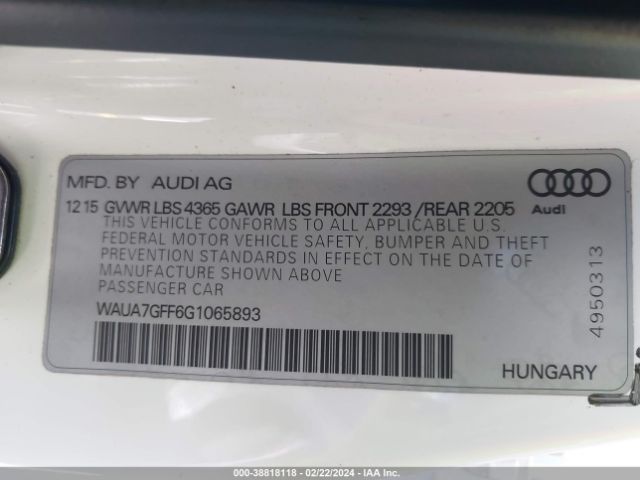 MFD. BY AUDI AG
Audi
12 15 GVWR LBS 4365 GAWR LBS FRONT 2293 /REAR 2205
THIS VEHICLE CONFORMS TO ALL APPLICABLE U.S.
FEDERAL MOTOR VEHICLE SAFETY, BUMPER AND THEFT
PREVENTION STANDARDS IN EFFECT ON THE DATE OF
MANUFACTURE SHOWN ABOVE
PASSENGER CAR
WAUA7GFF6G1065893
HUNGARY
4950313
000-38818118 - 02/22/2024 - IAA Inc.